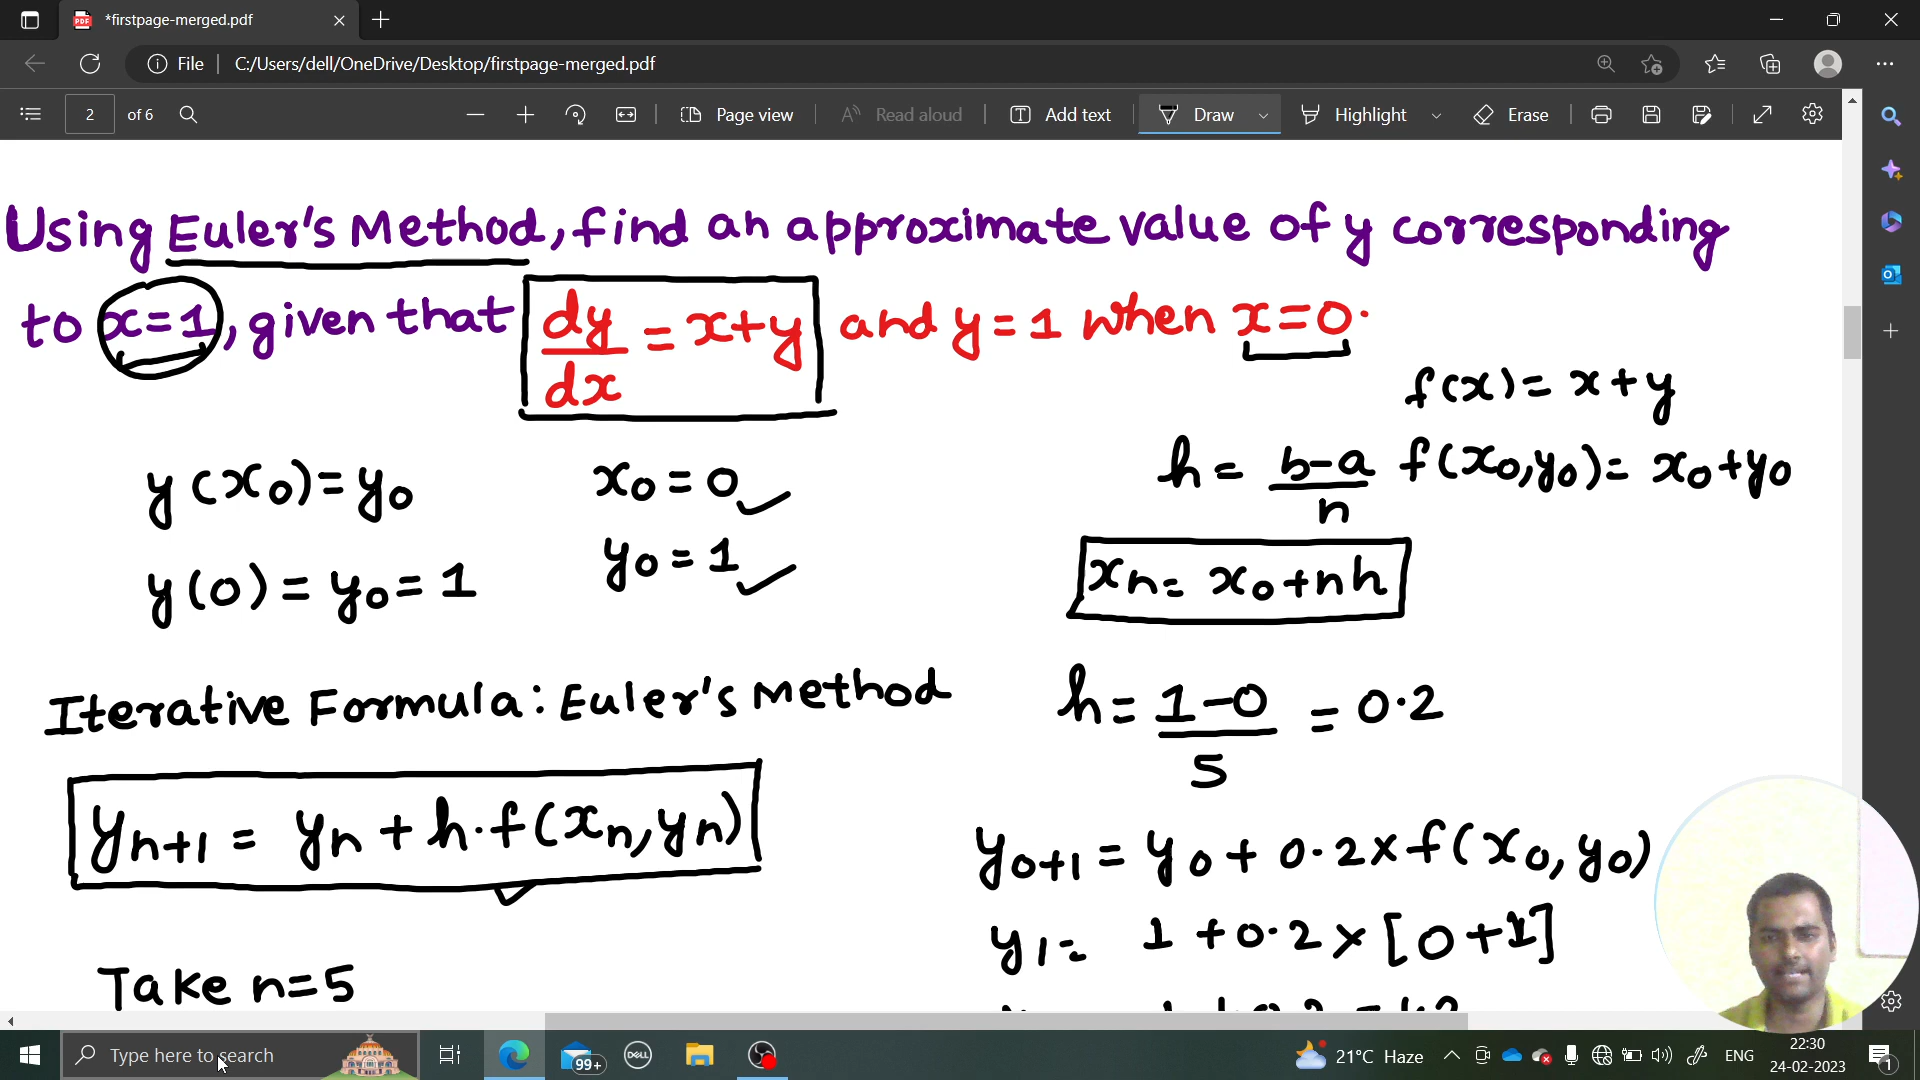 *firstpage-merged.pdf
File
C:/Users/dell/OneDrive/Desktop/firstpage-merged.pdf
2 of 6
Page view
Read aloud
Add text
Draw
Highlight
Erase
Using Euler's Method, find an approximate value of y corresponding
to x=1, given that dy/dx = x+y and y=1 when x=0.
f(x)= x+y
y(x₀)=y₀
x₀=0
h= b-a/n
f(x₀,y₀)= x₀+y₀
y₀=1
xn= x₀+nh
y(0)=y₀=1
Iterative Formula: Euler's Method
h= 1-0/5 =0.2
yn+1 = yn + h·f(xn,yn)
y₀+1 = y₀+ 0.2×f(x₀,y₀)
y1= 1 +0.2×[0+1]
Take n=5
Type here to search
99+
DELL
21°C Haze
ENG
22:30
24-02-2023
1